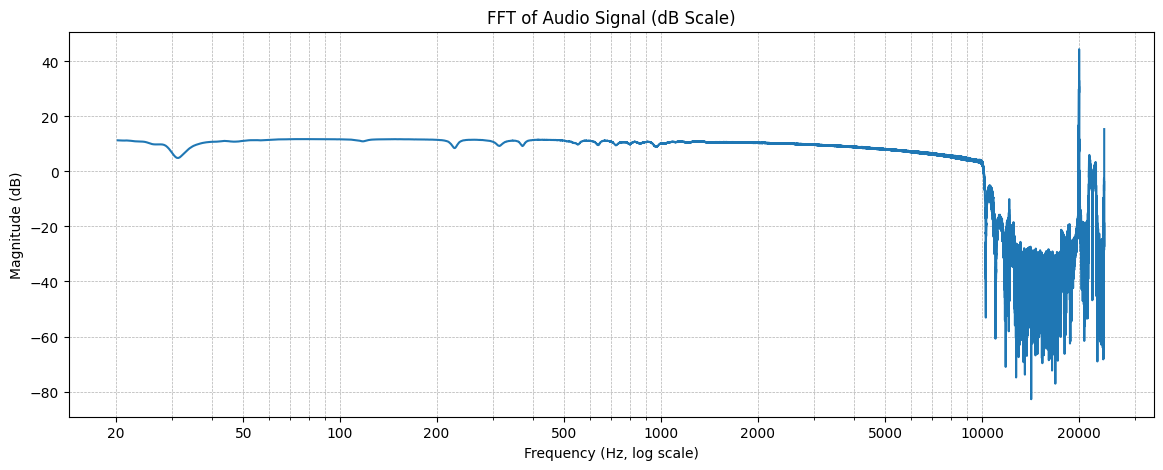 FFT of Audio Signal (dB Scale)
Magnitude (dB)
40
20
0
−20
−40
−60
−80
20 50 100 200 500 1000 2000 5000 10000 20000
Frequency (Hz, log scale)